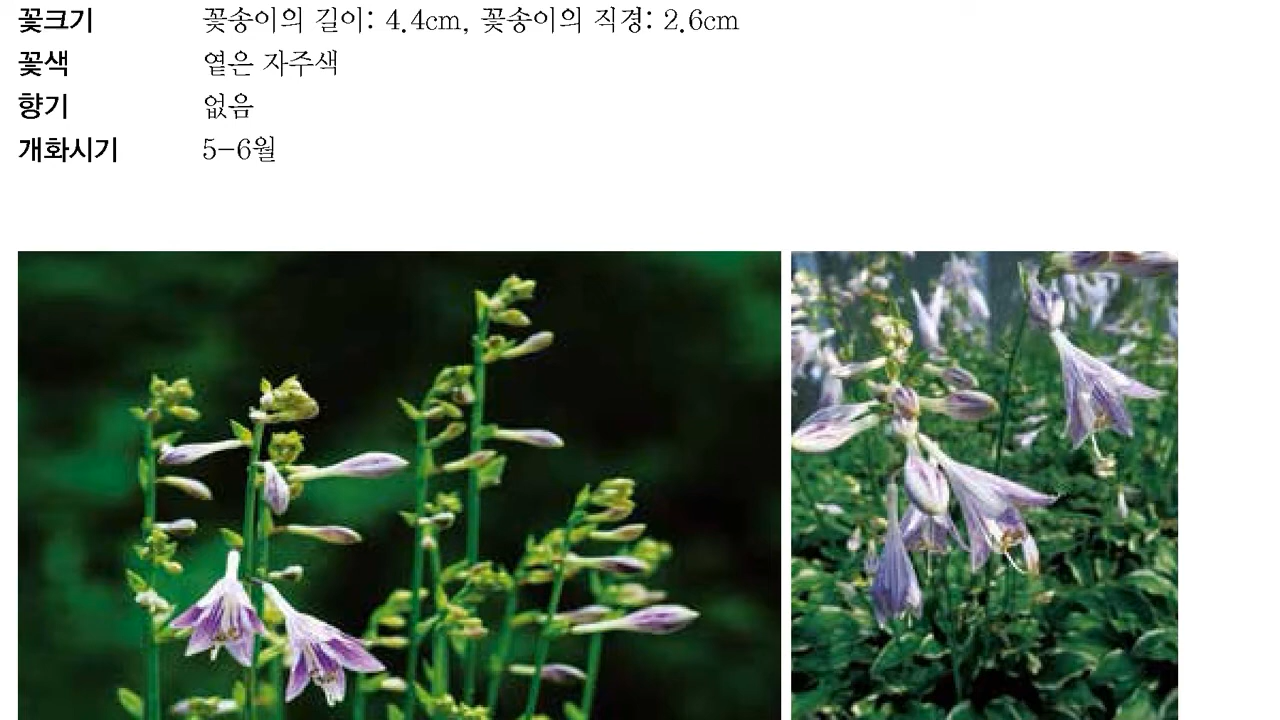 꽃크기 꽃송이의 길이: 4.4cm, 꽃송이의 직경: 2.6cm
꽃색 옅은 자주색
향기 없음
개화시기 5-6월